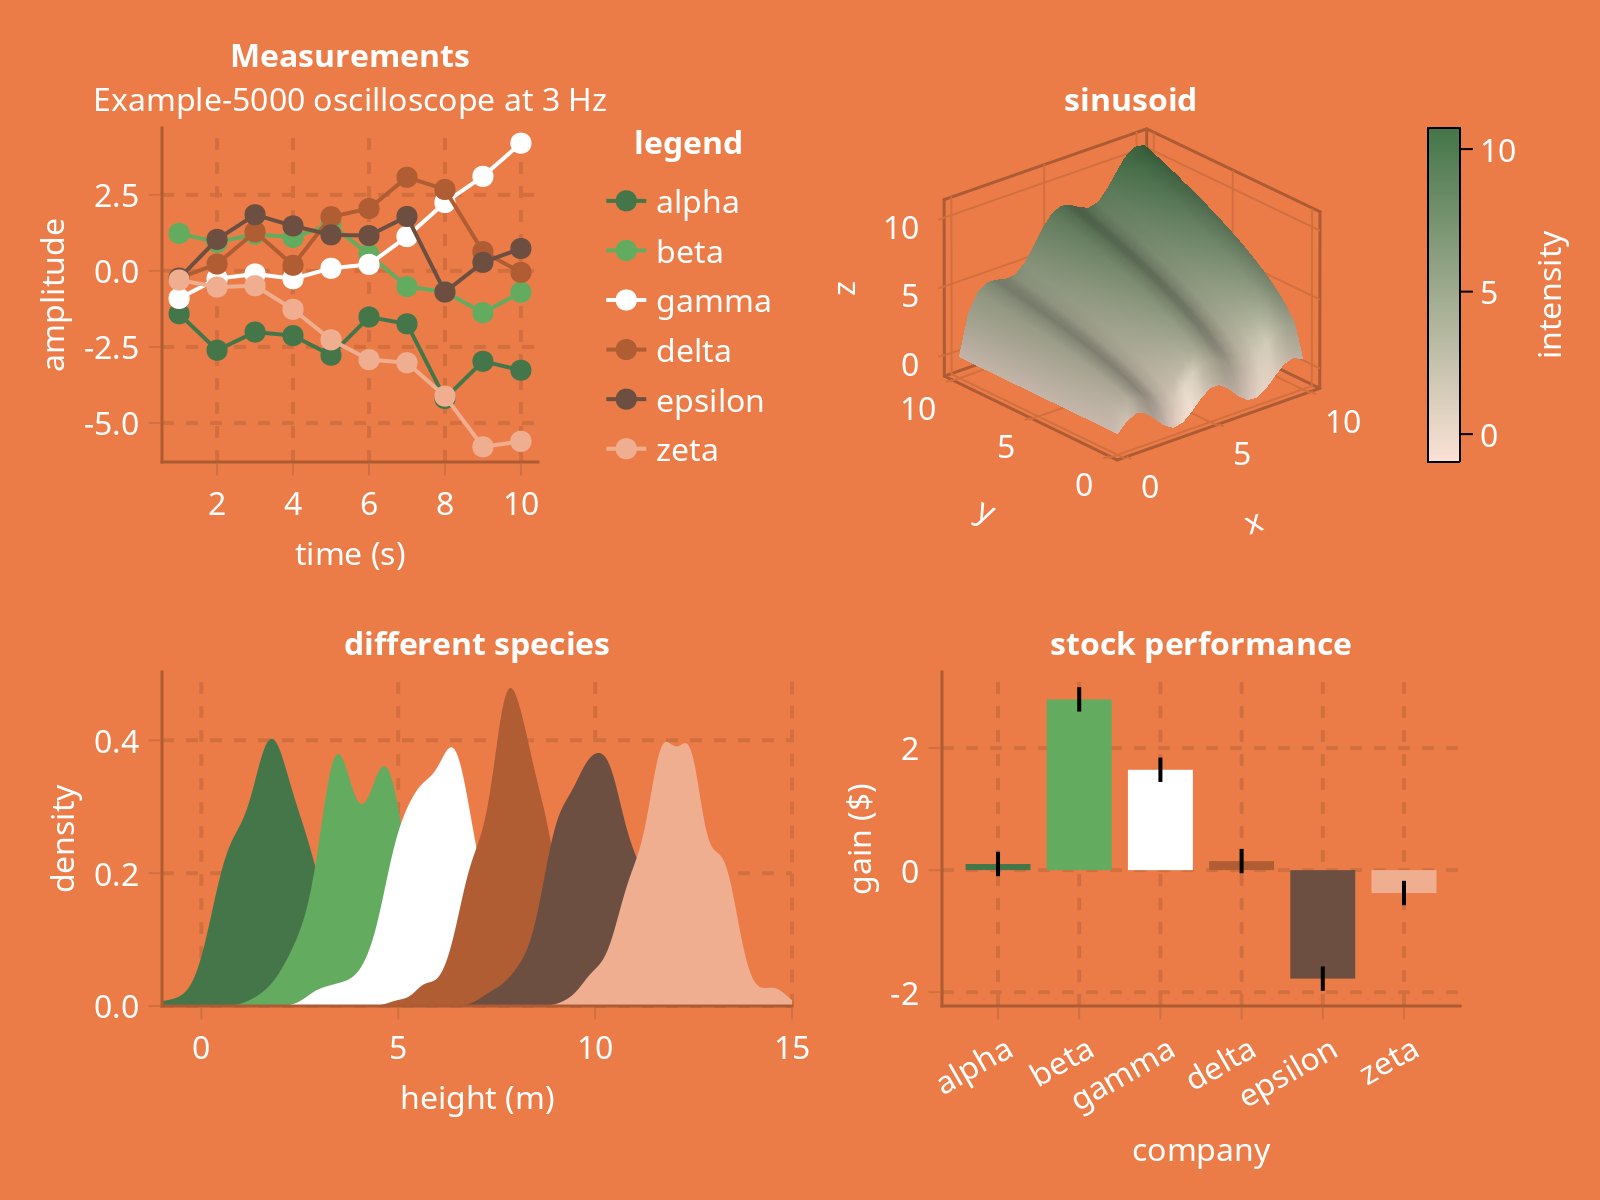 Measurements
Example-5000 oscilloscope at 3 Hz
amplitude
2.5
0.0
-2.5
-5.0
2 4 6 8 10
time (s)
legend
alpha
beta
gamma
delta
epsilon
zeta
sinusoid
z
10
5
0
10
5
0
y
0
5
10
x
10
5
0
intensity
different species
density
0.4
0.2
0.0
0 5 10 15
height (m)
stock performance
gain ($)
2
0
-2
alpha beta gamma delta epsilon zeta
company